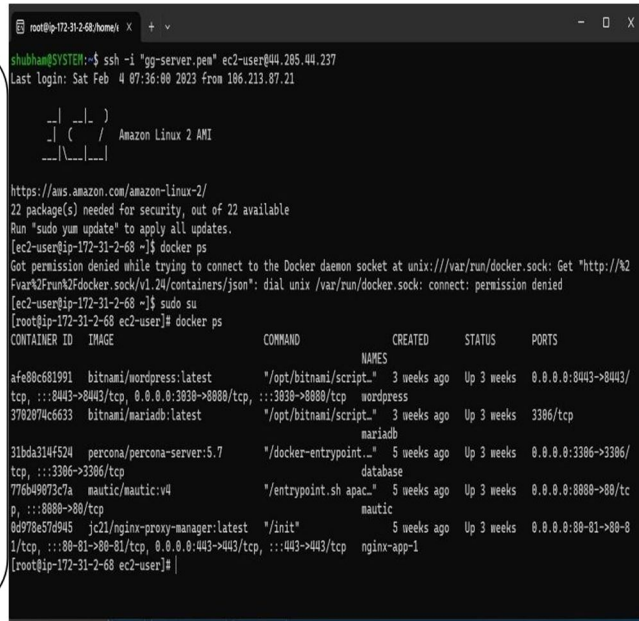 root@ip-172-31-2-68:/home/e
shubham@SYSTEM:~$ ssh -i "gg-server.pem" ec2-user@44.205.44.237
Last login: Sat Feb  4 07:36:00 2023 from 106.213.87.21
__|  __|_  )
_|  (     /   Amazon Linux 2 AMI
___|\___|___|
https://aws.amazon.com/amazon-linux-2/
22 package(s) needed for security, out of 22 available
Run "sudo yum update" to apply all updates.
[ec2-user@ip-172-31-2-68 ~]$ docker ps
Got permission denied while trying to connect to the Docker daemon socket at unix:///var/run/docker.sock: Get "http://%2
Fvar%2Frun%2Fdocker.sock/v1.24/containers/json": dial unix /var/run/docker.sock: connect: permission denied
[ec2-user@ip-172-31-2-68 ~]$ sudo su
[root@ip-172-31-2-68 ec2-user]# docker ps
CONTAINER ID   IMAGE   COMMAND   CREATED   STATUS   PORTS
NAMES
afe80c681991   bitnami/wordpress:latest   "/opt/bitnami/script…"   3 weeks ago   Up 3 weeks   0.0.0.0:8443->8443/
tcp, :::8443->8443/tcp, 0.0.0.0:3030->8080/tcp, :::3030->8080/tcp   wordpress
3702074c6633   bitnami/mariadb:latest   "/opt/bitnami/script…"   3 weeks ago   Up 3 weeks   3306/tcp
mariadb
31bda314f524   percona/percona-server:5.7   "/docker-entrypoint.…"   5 weeks ago   Up 3 weeks   0.0.0.0:3306->3306/
tcp, :::3306->3306/tcp   database
776b49073c7a   mautic/mautic:v4   "/entrypoint.sh apac…"   5 weeks ago   Up 3 weeks   0.0.0.0:8080->80/tc
p, :::8080->80/tcp   mautic
0d978e57d945   jc21/nginx-proxy-manager:latest   "/init"   5 weeks ago   Up 3 weeks   0.0.0.0:80-81->80-8
1/tcp, :::80-81->80-81/tcp, 0.0.0.0:443->443/tcp, :::443->443/tcp   nginx-app-1
[root@ip-172-31-2-68 ec2-user]#